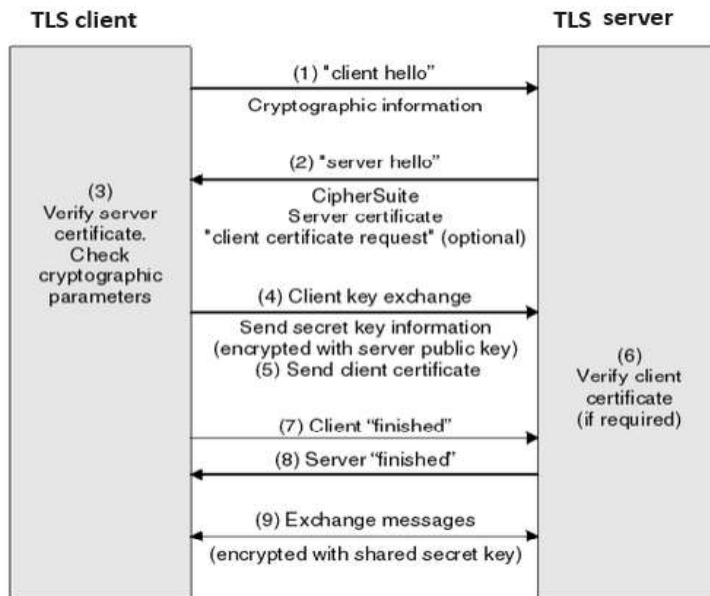 TLS client
TLS server
(1) "client hello"
Cryptographic information
(2) "server hello"
CipherSuite
Server certificate
"client certificate request" (optional)
(3)
Verify server
certificate.
Check
cryptographic
parameters
(4) Client key exchange
Send secret key information
(encrypted with server public key)
(5) Send client certificate
(6)
Verify client
certificate
(if required)
(7) Client "finished"
(8) Server "finished"
(9) Exchange messages
(encrypted with shared secret key)